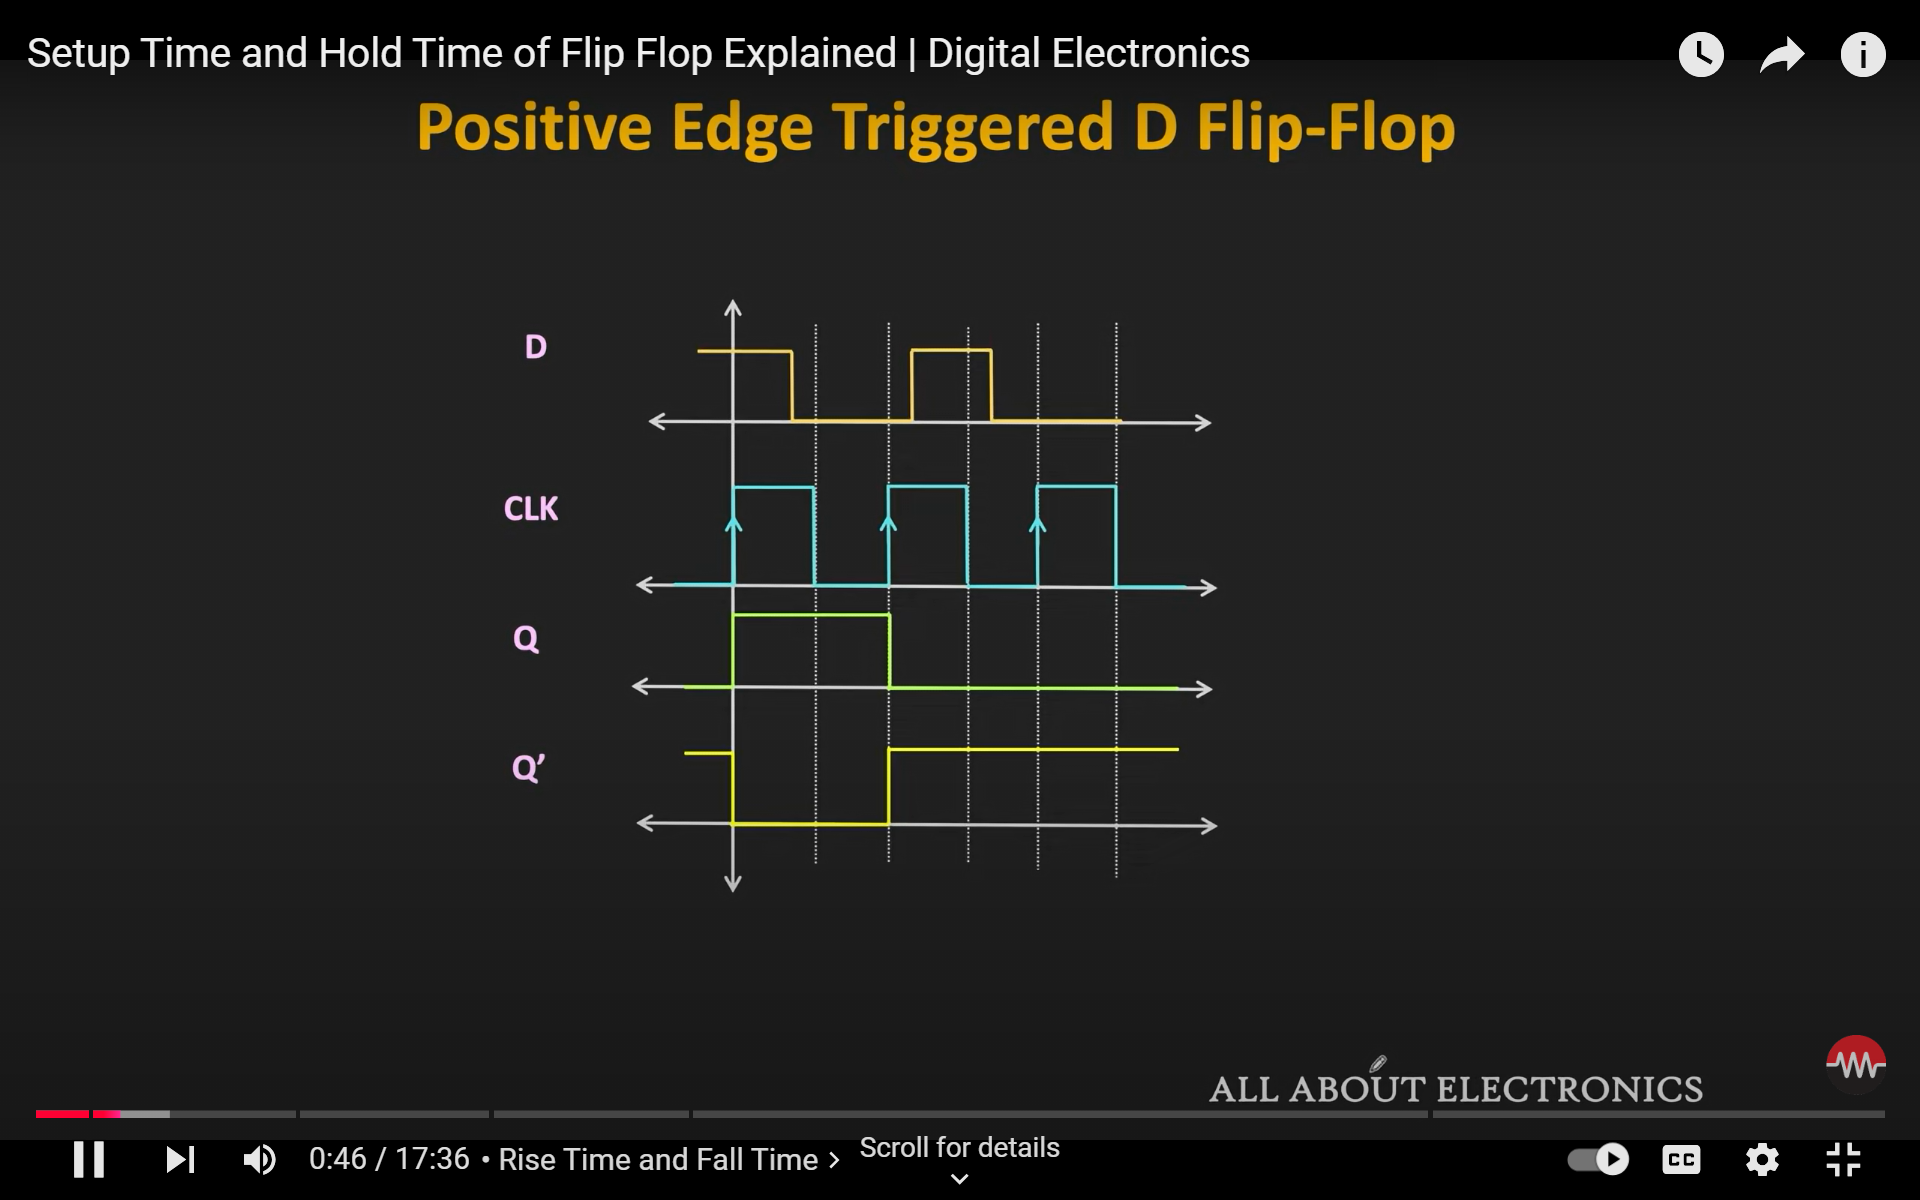 Setup Time and Hold Time of Flip Flop Explained | Digital Electronics
Positive Edge Triggered D Flip-Flop
D
CLK
Q
Q’
ALL ABOUT ELECTRONICS
0:46 / 17:36 • Rise Time and Fall Time >
Scroll for details
CC